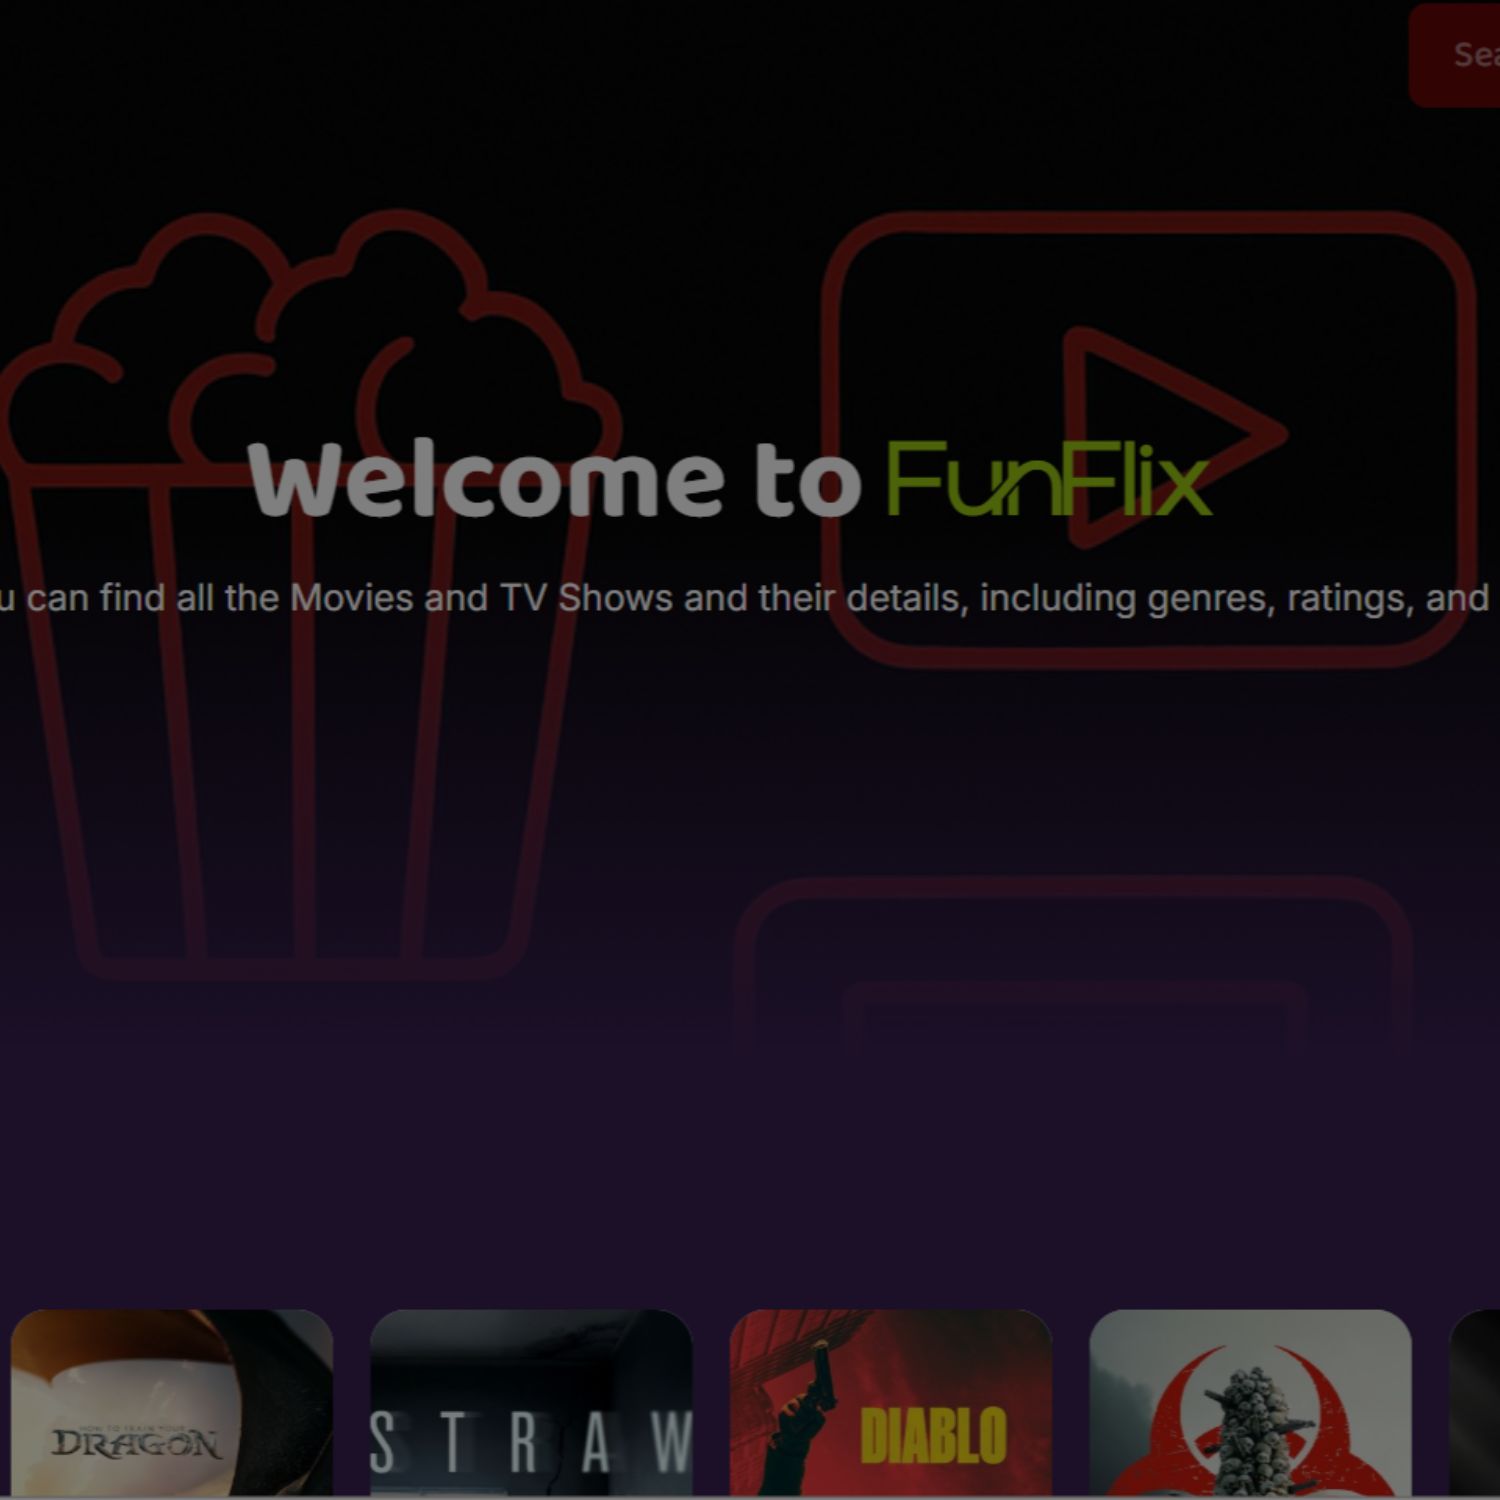 Sea
Welcome to FunFlix
u can find all the Movies and TV Shows and their details, including genres, ratings, and
HOW TO TRAIN YOUR
DRAGON
STRAW
DIABLO